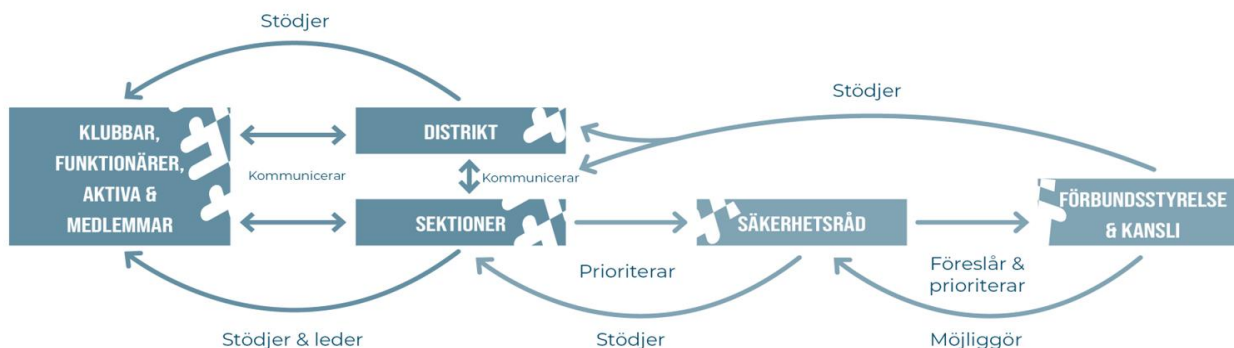 Stödjer
Stödjer
KLUBBAR,
FUNKTIONÄRER,
AKTIVA &
MEDLEMMAR
DISTRIKT
Kommunicerar
Kommunicerar
SEKTIONER
SÄKERHETSRÅD
FÖRBUNDSSTYRELSE
& KANSLI
Prioriterar
Föreslår &
prioriterar
Stödjer & leder
Stödjer
Möjliggör